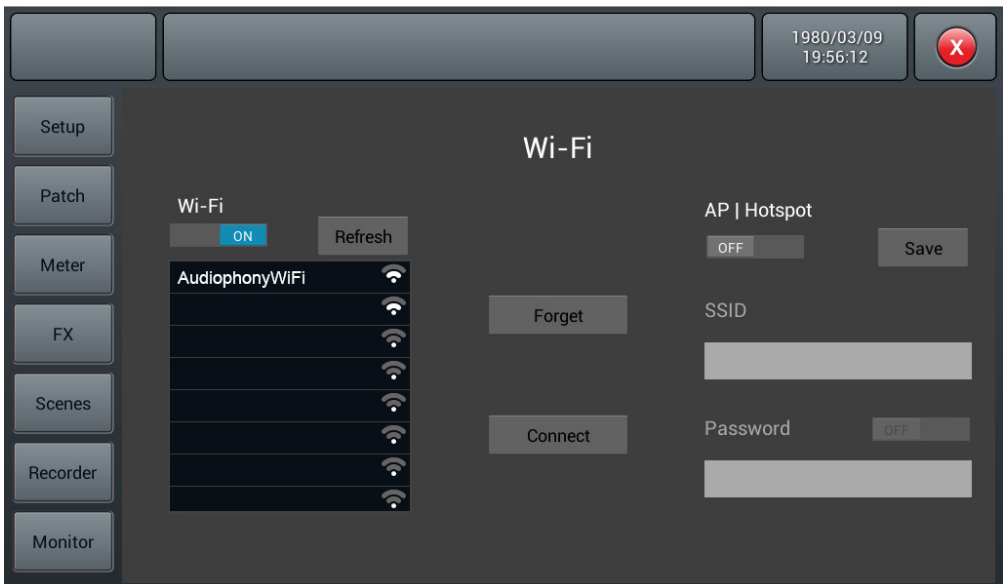 1980/03/09
19:56:12
X
Setup
Patch
Meter
FX
Scenes
Recorder
Monitor
Wi-Fi
Wi-Fi
ON
Refresh
AudiophonyWiFi
Forget
Connect
AP | Hotspot
OFF
Save
SSID
Password
OFF